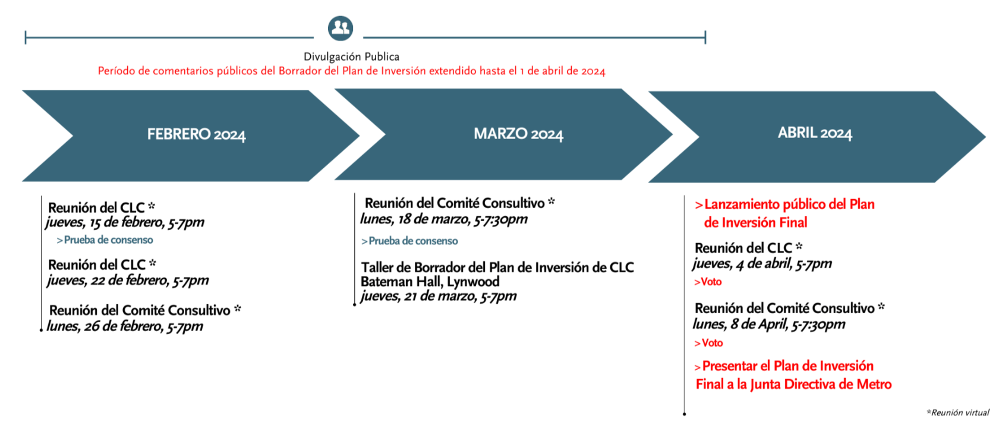 Divulgación Publica
Período de comentarios públicos del Borrador del Plan de Inversión extendido hasta el 1 de abril de 2024
FEBRERO 2024
MARZO 2024
ABRIL 2024
Reunión del CLC *
jueves, 15 de febrero, 5-7pm
>Prueba de consenso
Reunión del CLC *
jueves, 22 de febrero, 5-7pm
Reunión del Comité Consultivo *
lunes, 26 de febrero, 5-7pm
Reunión del Comité Consultivo *
lunes, 18 de marzo, 5-7:30pm
>Prueba de consenso
Taller de Borrador del Plan de Inversión de CLC
Bateman Hall, Lynwood
jueves, 21 de marzo, 5-7pm
>Lanzamiento público del Plan
de Inversión Final
Reunión del CLC *
jueves, 4 de abril, 5-7pm
>Voto
Reunión del Comité Consultivo *
lunes, 8 de April, 5-7:30pm
>Voto
>Presentar el Plan de Inversión
Final a la Junta Directiva de Metro
*Reunión virtual